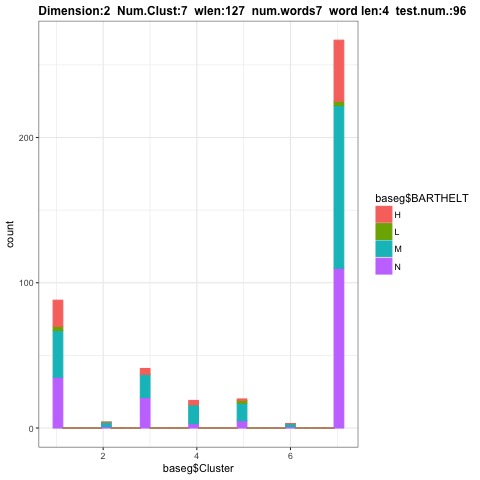 Dimension:2  Num.Clust:7  wlen:127  num.words7  word len:4  test.num.:96
200
100
0
count
2
4
6
baseg$Cluster
baseg$BARTHELT
H
L
M
N